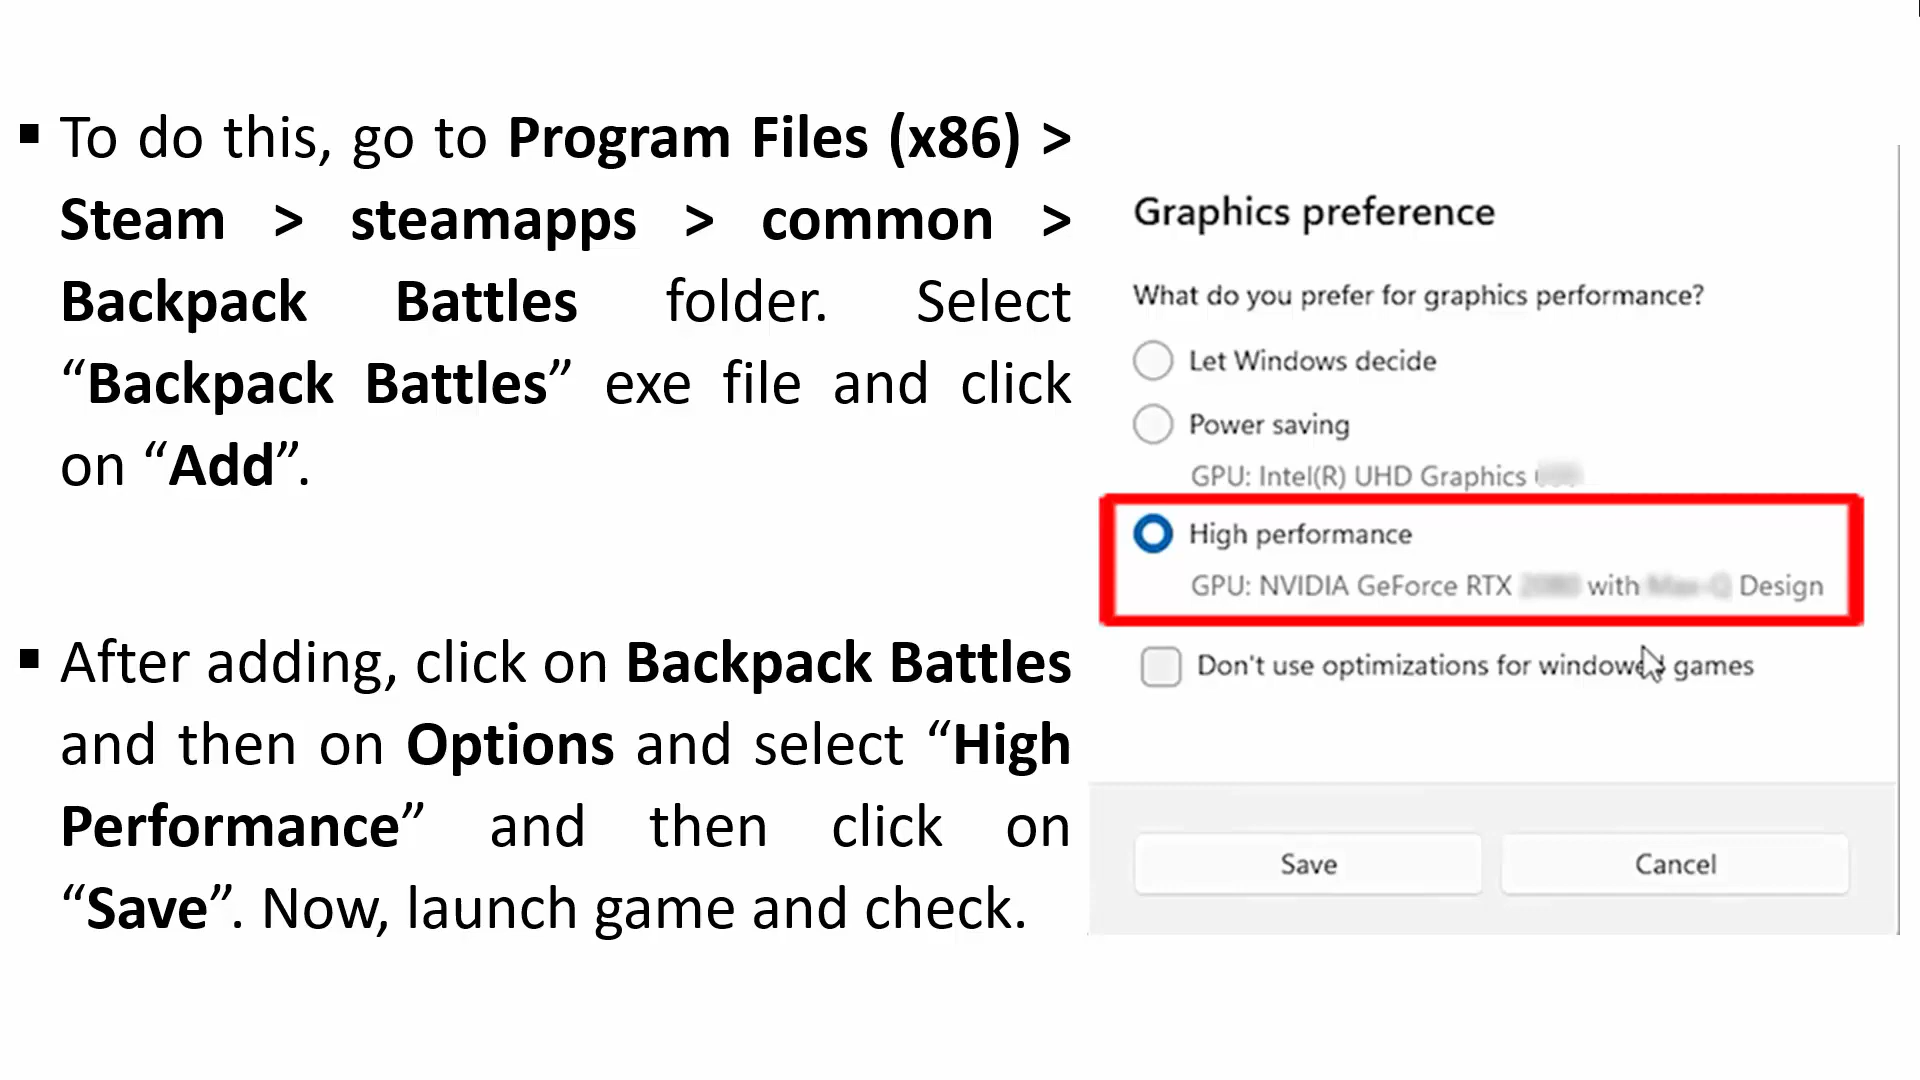 ▪ To do this, go to Program Files (x86) >
Steam > steamapps > common >
Backpack Battles folder. Select
“Backpack Battles” exe file and click
on “Add”.
▪ After adding, click on Backpack Battles
and then on Options and select “High
Performance” and then click on
“Save”. Now, launch game and check.
Graphics preference
What do you prefer for graphics performance?
Let Windows decide
Power saving
GPU: Intel(R) UHD Graphics
High performance
GPU: NVIDIA GeForce RTX with Design
Don't use optimizations for windowed games
Save
Cancel